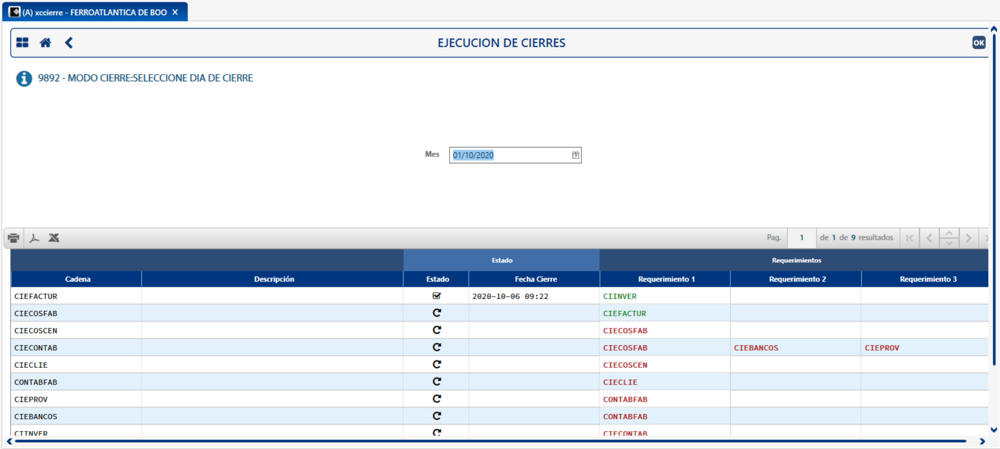 (A) xccierre - FERROATLANTICA DE BOO X
EJECUCION DE CIERRES
OK
9892 - MODO CIERRE:SELECCIONE DIA DE CIERRE
Mes 01/10/2020
Pag. 1 de 1 de 9 resultados
Estado Requerimientos
Cadena Descripción Estado Fecha Cierre Requerimiento 1 Requerimiento 2 Requerimiento 3
CIEFACTUR 2020-10-06 09:22 CIINVER
CIECOSFAB CIEFACTUR
CIECOSCEN CIECOSFAB
CIECONTAB CIECOSFAB CIEBANCOS CIEPROV
CIECLIE CIECOSCEN
CONTABFAB CIECLIE
CIEPROV CONTABFAB
CIEBANCOS CONTABFAB
CIINVER CIECONTAB